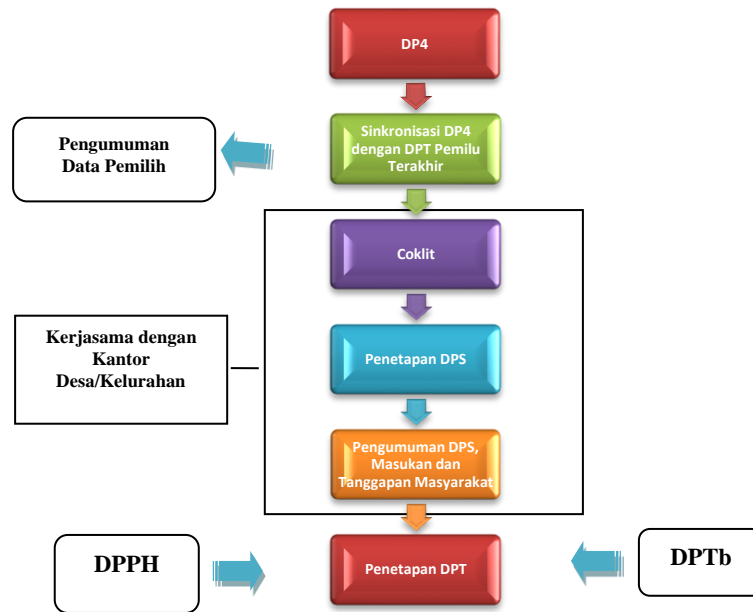 DP4
Sinkronisasi DP4
dengan DPT Pemilu
Terakhir
Pengumuman
Data Pemilih
Coklit
Kerjasama dengan
Kantor
Desa/Kelurahan
Penetapan DPS
Pengumuman DPS,
Masukan dan
Tanggapan Masyarakat
DPPH
Penetapan DPT
DPTb